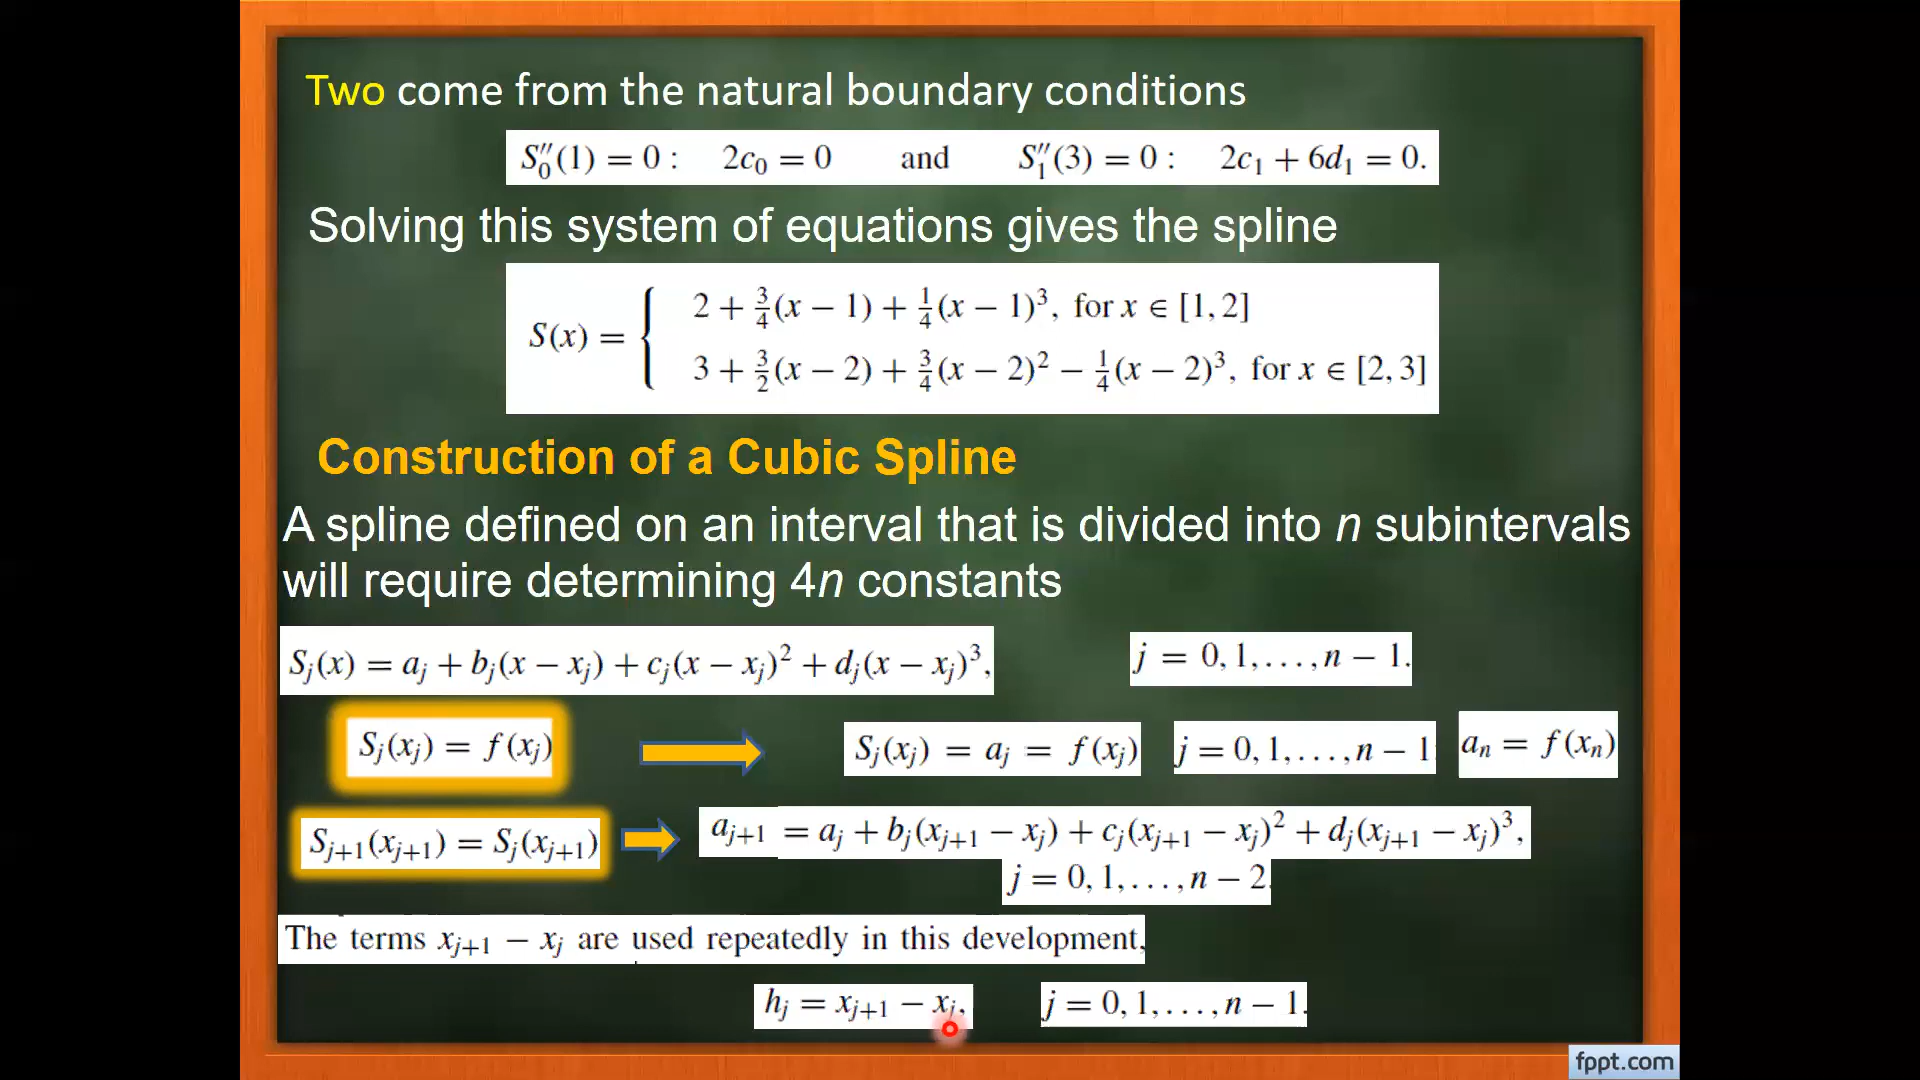 Two come from the natural boundary conditions
S₀″(1) = 0 :   2c₀ = 0   and   S₁″(3) = 0 :   2c₁ + 6d₁ = 0.
Solving this system of equations gives the spline
S(x) = {
2 + 3/4(x − 1) + 1/4(x − 1)³, for x ∈ [1, 2]
3 + 3/2(x − 2) + 3/4(x − 2)² − 1/4(x − 2)³, for x ∈ [2, 3]
Construction of a Cubic Spline
A spline defined on an interval that is divided into n subintervals
will require determining 4n constants
Sⱼ(x) = aⱼ + bⱼ(x − xⱼ) + cⱼ(x − xⱼ)² + dⱼ(x − xⱼ)³,   j = 0, 1, . . . , n − 1.
Sⱼ(xⱼ) = f(xⱼ)   Sⱼ(xⱼ) = aⱼ = f(xⱼ)   j = 0, 1, . . . , n − 1   aₙ = f(xₙ)
Sⱼ₊₁(xⱼ₊₁) = Sⱼ(xⱼ₊₁)   aⱼ₊₁ = aⱼ + bⱼ(xⱼ₊₁ − xⱼ) + cⱼ(xⱼ₊₁ − xⱼ)² + dⱼ(xⱼ₊₁ − xⱼ)³,
j = 0, 1, . . . , n − 2.
The terms xⱼ₊₁ − xⱼ are used repeatedly in this development,
hⱼ = xⱼ₊₁ − xⱼ,   j = 0, 1, . . . , n − 1.
fppt.com